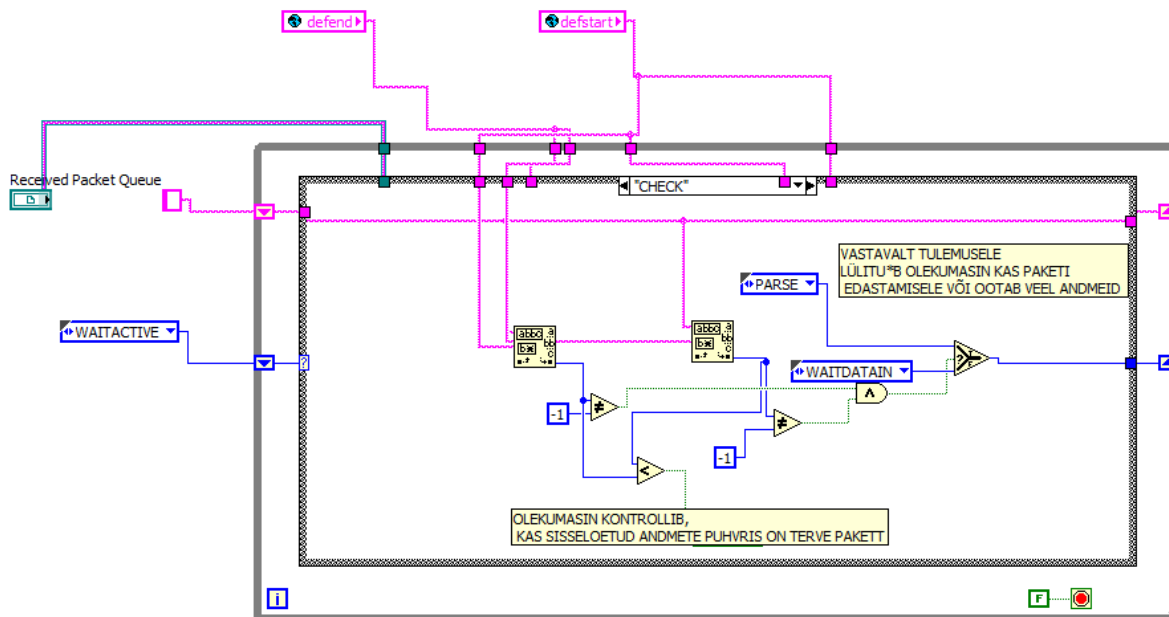 defend
defstart
Received Packet Queue
"CHECK"
VASTAVALT TULEMUSELE
LÜLITU*B OLEKUMASIN KAS PAKETI
EDASTAMISELE VÕI OOTAB VEEL ANDMEID
PARSE
WAITACTIVE
?
WAITDATAIN
?
-1
-1
OLEKUMASIN KONTROLLIB,
KAS SISSELOETUD ANDMETE PUHVRIS ON TERVE PAKETT
i
F